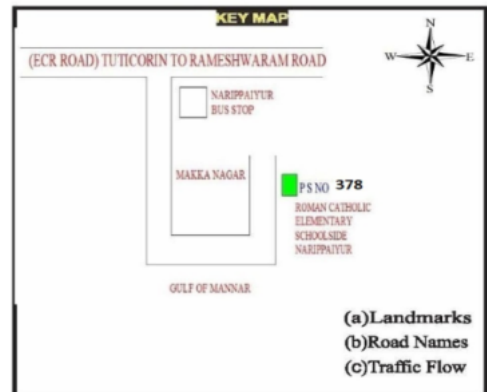 KEY MAP
N
W E
S
(ECR ROAD) TUTICORIN TO RAMESHWARAM ROAD
NARIPPAIYUR
BUS STOP
MAKKA NAGAR
P S NO 378
ROMAN CATHOLIC
ELEMENTARY
SCHOOLSIDE
NARIPPAIYUR
GULF OF MANNAR
(a)Landmarks
(b)Road Names
(c)Traffic Flow